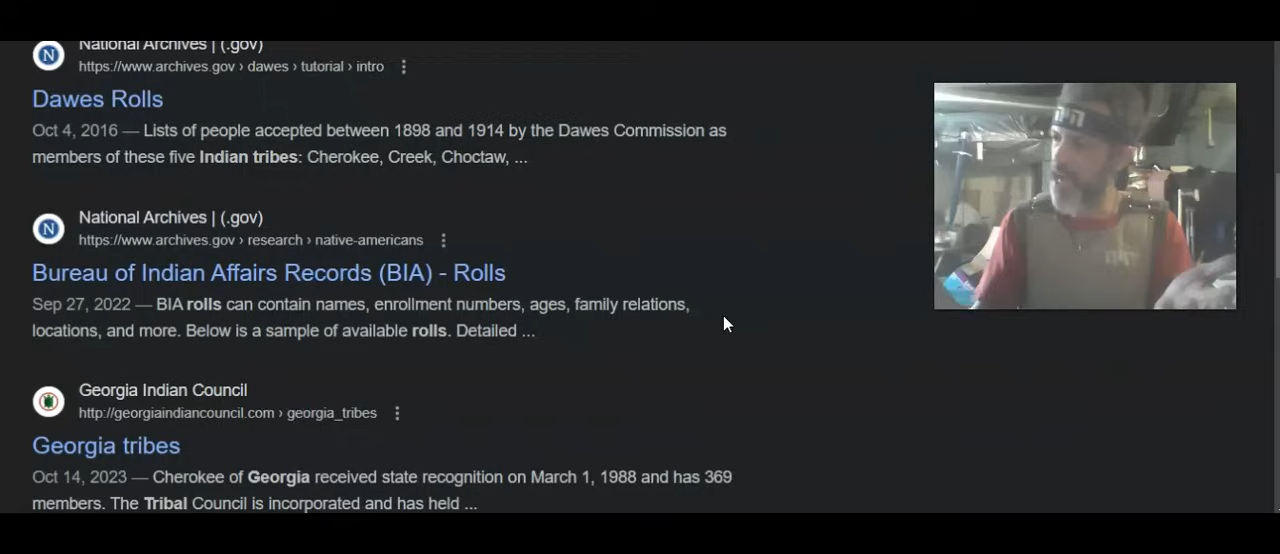 National Archives | (.gov)
N
https://www.archives.gov › dawes › tutorial › intro
Dawes Rolls
Oct 4, 2016 — Lists of people accepted between 1898 and 1914 by the Dawes Commission as
members of these five Indian tribes: Cherokee, Creek, Choctaw, ...
National Archives | (.gov)
N
https://www.archives.gov › research › native-americans
Bureau of Indian Affairs Records (BIA) - Rolls
Sep 27, 2022 — BIA rolls can contain names, enrollment numbers, ages, family relations,
locations, and more. Below is a sample of available rolls. Detailed ...
Georgia Indian Council
http://georgiaindiancouncil.com › georgia_tribes
Georgia tribes
Oct 14, 2023 — Cherokee of Georgia received state recognition on March 1, 1988 and has 369
members. The Tribal Council is incorporated and has held ...